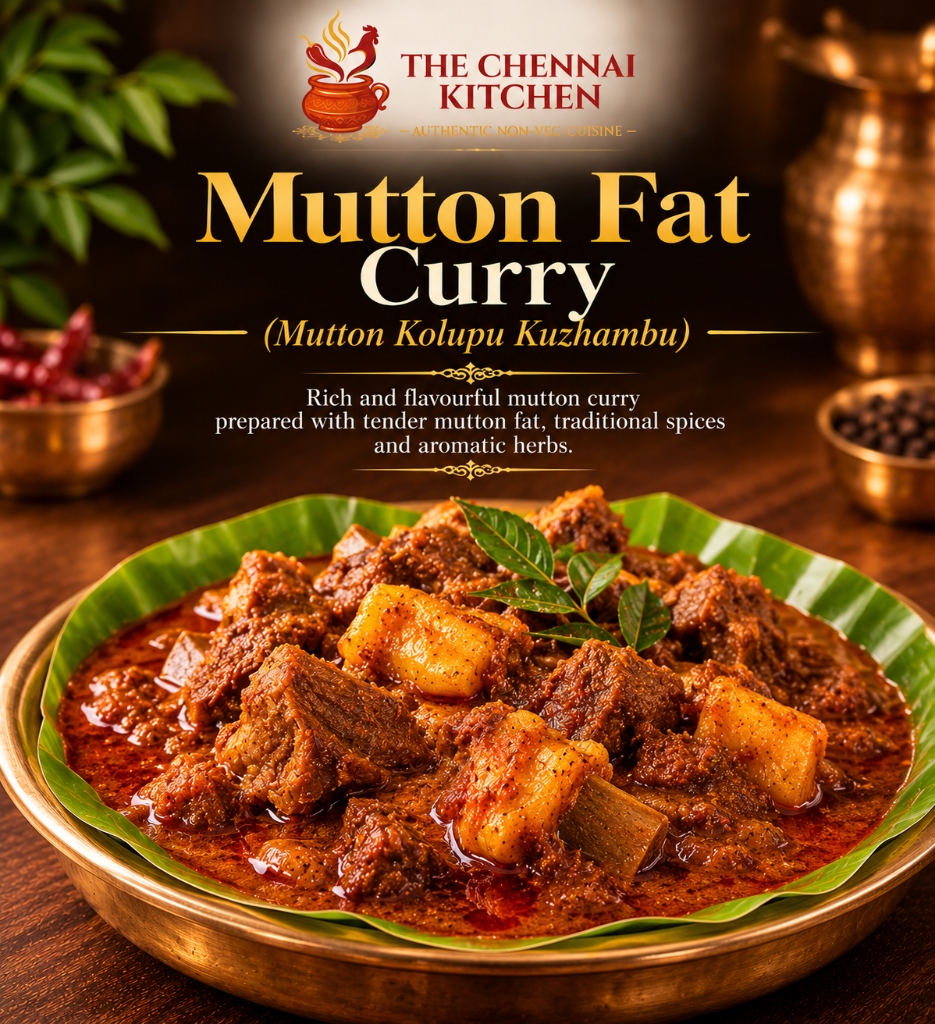 THE CHENNAI
KITCHEN
– AUTHENTIC NON-VEG CUISINE –
Mutton Fat
Curry
(Mutton Kolupu Kuzhambu)
Rich and flavourful mutton curry
prepared with tender mutton fat, traditional spices
and aromatic herbs.